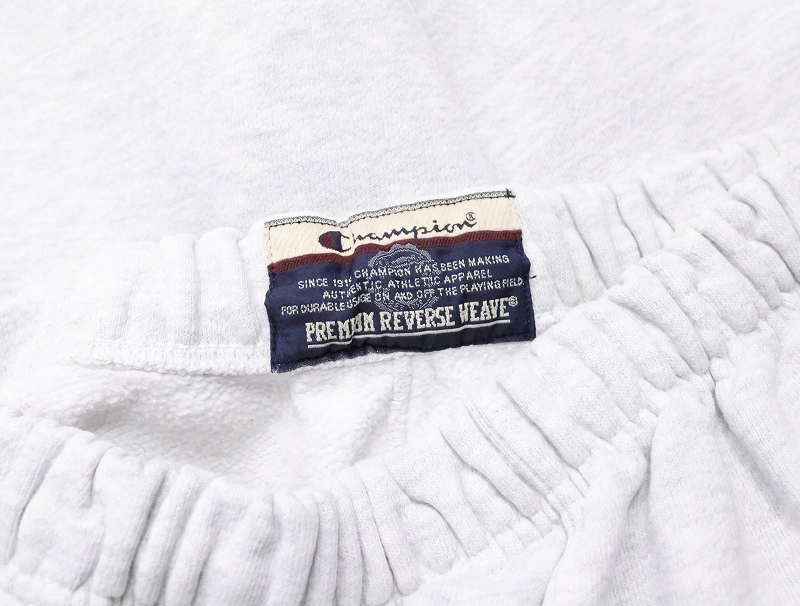 Champion®
SINCE 1919 CHAMPION HAS BEEN MAKING
AUTHENTIC ATHLETIC APPAREL
FOR DURABLE USAGE ON AND OFF THE PLAYING FIELD.
PREMIUM REVERSE WEAVE®